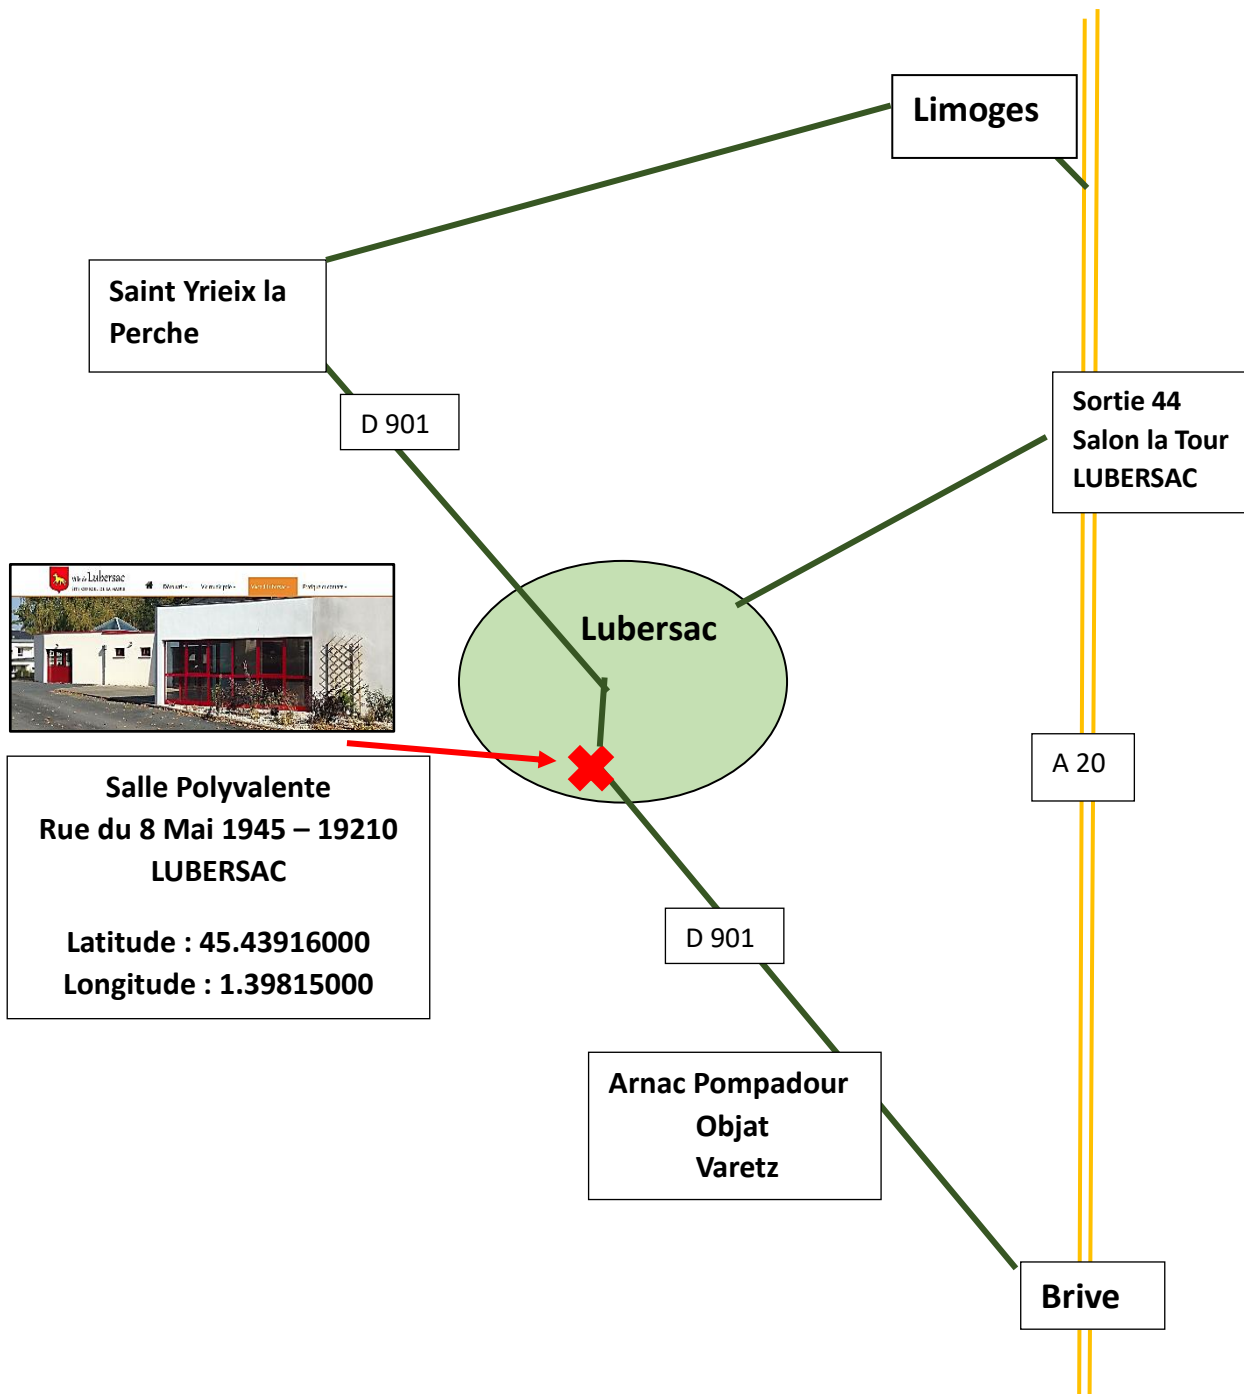 Limoges
Saint Yrieix la
Perche
D 901
Sortie 44
Salon la Tour
LUBERSAC
Lubersac
Lubersac
A 20
Salle Polyvalente
Rue du 8 Mai 1945 – 19210
LUBERSAC
Latitude : 45.43916000
Longitude : 1.39815000
D 901
Arnac Pompadour
Objat
Varetz
Brive